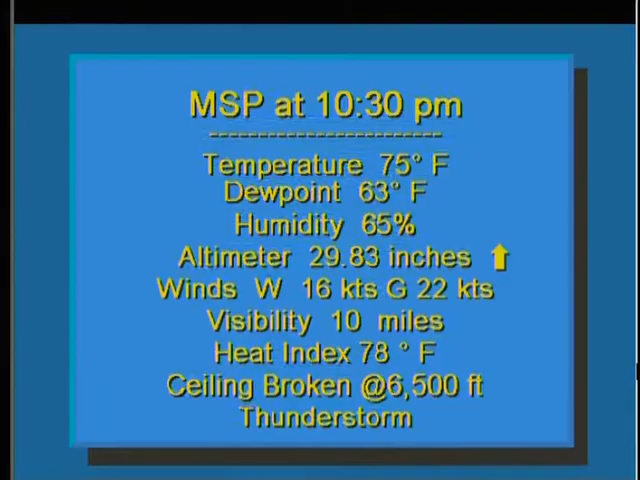 MSP at 10:30 pm
------------------------
Temperature 75° F
Dewpoint 63° F
Humidity 65%
Altimeter 29.83 inches ⬆
Winds W 16 kts G 22 kts
Visibility 10 miles
Heat Index 78 ° F
Ceiling Broken @6,500 ft
Thunderstorm